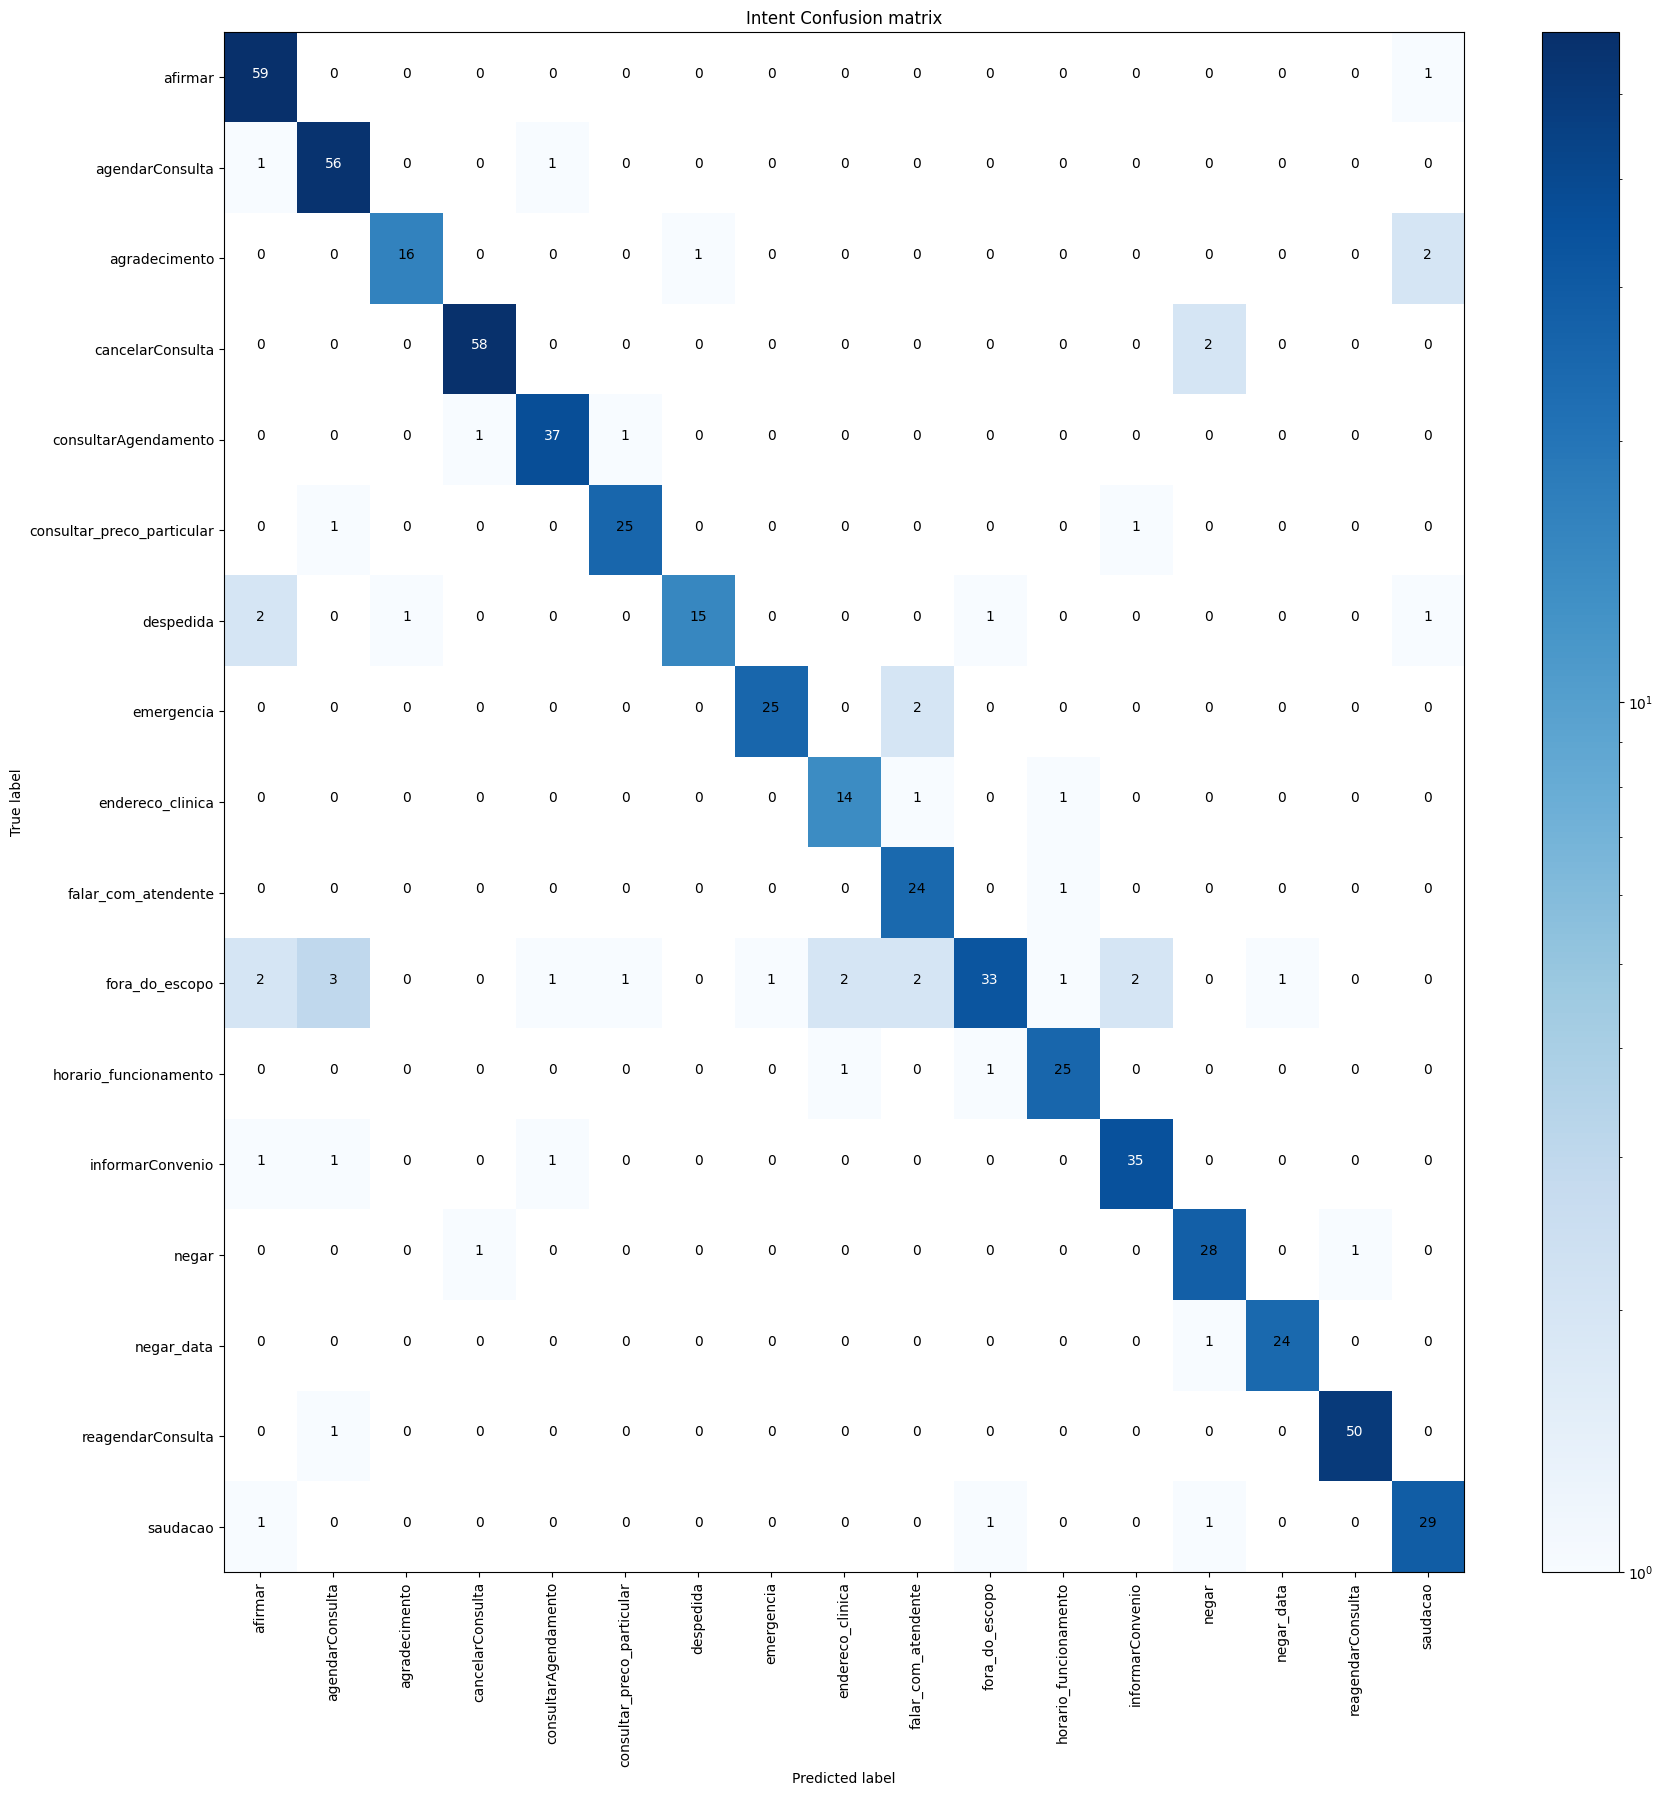 Intent Confusion matrix
True label
afirmar 59 0 0 0 0 0 0 0 0 0 0 0 0 0 0 0 1
agendarConsulta 1 56 0 0 1 0 0 0 0 0 0 0 0 0 0 0 0
agradecimento 0 0 16 0 0 0 1 0 0 0 0 0 0 0 0 0 2
cancelarConsulta 0 0 0 58 0 0 0 0 0 0 0 0 0 2 0 0 0
consultarAgendamento 0 0 0 1 37 1 0 0 0 0 0 0 0 0 0 0 0
consultar_preco_particular 0 1 0 0 0 25 0 0 0 0 0 0 1 0 0 0 0
despedida 2 0 1 0 0 0 15 0 0 0 1 0 0 0 0 0 1
emergencia 0 0 0 0 0 0 0 25 0 2 0 0 0 0 0 0 0
endereco_clinica 0 0 0 0 0 0 0 0 14 1 0 1 0 0 0 0 0
falar_com_atendente 0 0 0 0 0 0 0 0 0 24 0 1 0 0 0 0 0
fora_do_escopo 2 3 0 0 1 1 0 1 2 2 33 1 2 0 1 0 0
horario_funcionamento 0 0 0 0 0 0 0 0 1 0 1 25 0 0 0 0 0
informarConvenio 1 1 0 0 1 0 0 0 0 0 0 0 35 0 0 0 0
negar 0 0 0 1 0 0 0 0 0 0 0 0 0 28 0 1 0
negar_data 0 0 0 0 0 0 0 0 0 0 0 0 0 1 24 0 0
reagendarConsulta 0 1 0 0 0 0 0 0 0 0 0 0 0 0 0 50 0
saudacao 1 0 0 0 0 0 0 0 0 0 1 0 0 1 0 0 29
afirmar
agendarConsulta
agradecimento
cancelarConsulta
consultarAgendamento
consultar_preco_particular
despedida
emergencia
endereco_clinica
falar_com_atendente
fora_do_escopo
horario_funcionamento
informarConvenio
negar
negar_data
reagendarConsulta
saudacao
Predicted label
10¹
10⁰